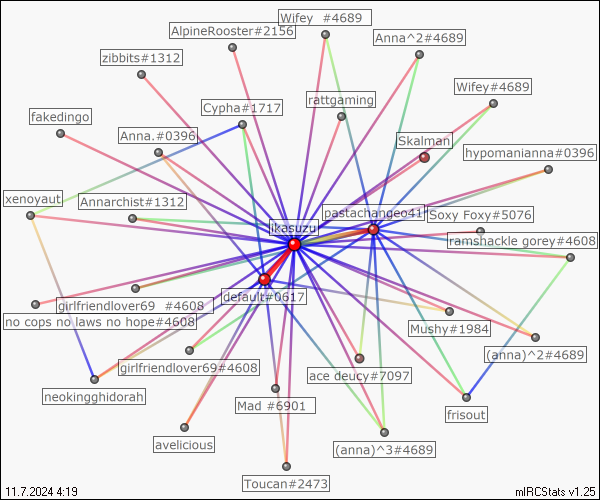 Wifey #4689
AlpineRooster#2156
Anna^2#4689
zibbits#1312
Wifey#4689
rattgaming
Cypha#1717
fakedingo
Anna.#0396
Skalman
hypomanianna#0396
xenoyaut
Annarchist#1312
pastachangeo41
Soxy Foxy#5076
ikasuzu
ramshackle gorey#4608
default#0617
girlfriendlover69 #4608
no cops no laws no hope#4608
Mushy#1984
(anna)^2#4689
girlfriendlover69#4608
ace deucy#7097
neokingghidorah
Mad #6901
frisout
avelicious
(anna)^3#4689
Toucan#2473
11.7.2024 4:19
mIRCStats v1.25